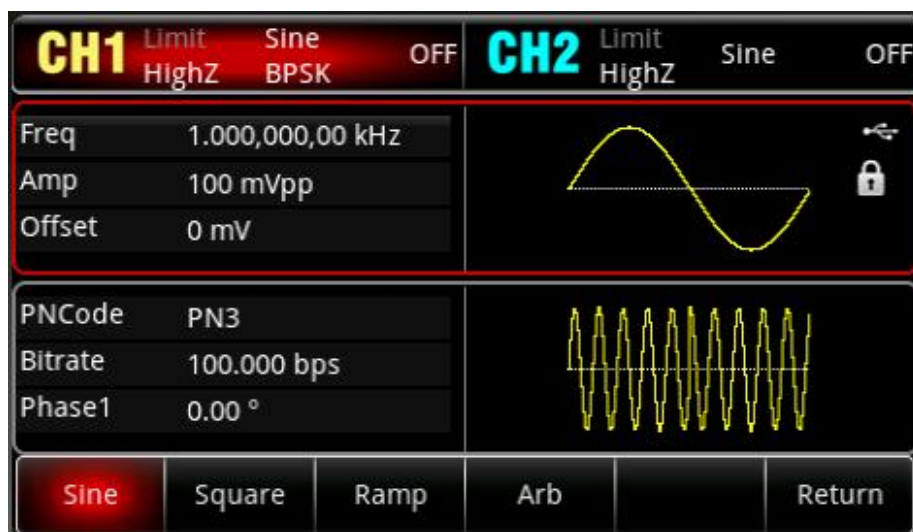 CH1 Limit Sine OFF CH2 Limit Sine OFF
HighZ BPSK HighZ
Freq 1.000,000,00 kHz
Amp 100 mVpp
Offset 0 mV
PNCode PN3
Bitrate 100.000 bps
Phase1 0.00 °
Sine Square Ramp Arb Return